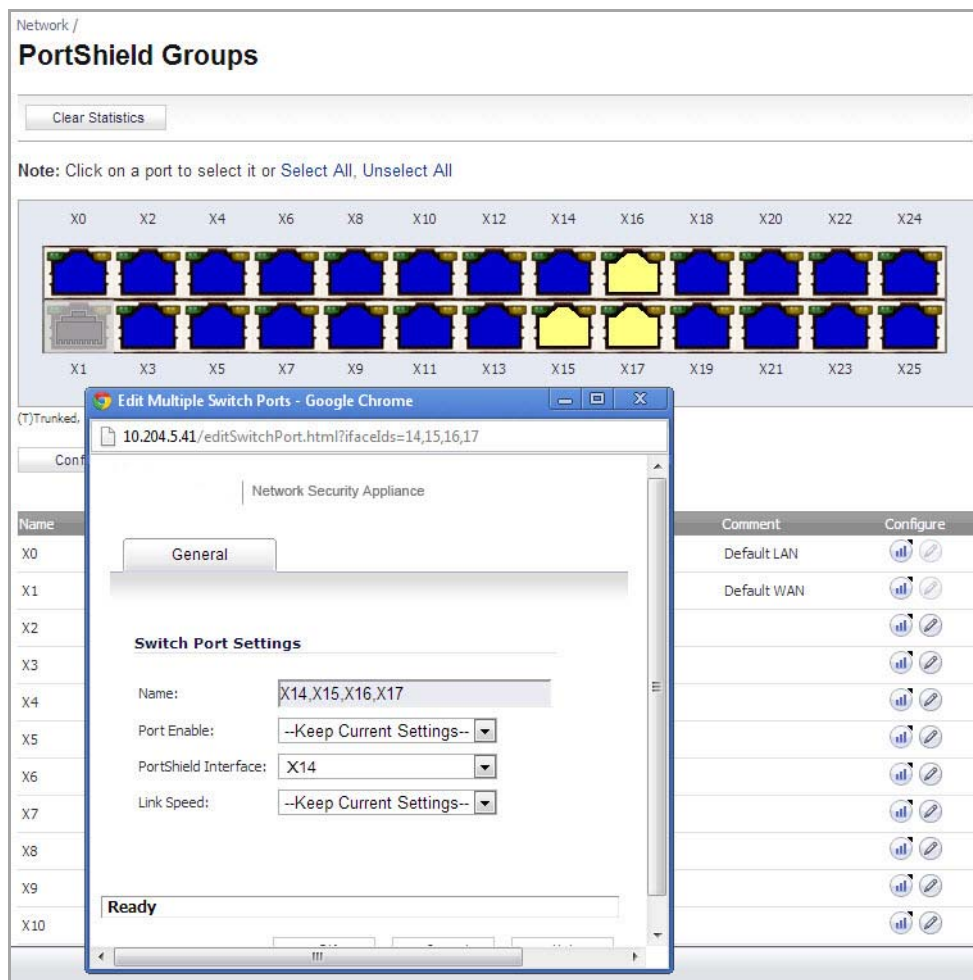 Network /
PortShield Groups
Clear Statistics
Note: Click on a port to select it or Select All, Unselect All
X0 X2 X4 X6 X8 X10 X12 X14 X16 X18 X20 X22 X24
X1 X3 X5 X7 X9 X11 X13 X15 X17 X19 X21 X23 X25
(T)Trunked,
Conf
Edit Multiple Switch Ports - Google Chrome
10.204.5.41/editSwitchPort.html?ifaceIds=14,15,16,17
Network Security Appliance
General
Switch Port Settings
Name: X14,X15,X16,X17
Port Enable: --Keep Current Settings--
PortShield Interface: X14
Link Speed: --Keep Current Settings--
Ready
Name Comment Configure
X0 Default LAN
X1 Default WAN
X2
X3
X4
X5
X6
X7
X8
X9
X10